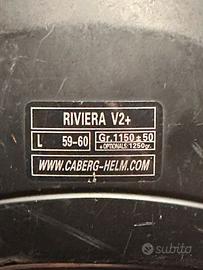 RIVIERA V2+
L 59-60 Gr.1150±50
+OPTIONALS:1250gr.
WWW.CABERG-HELM.COM
subito